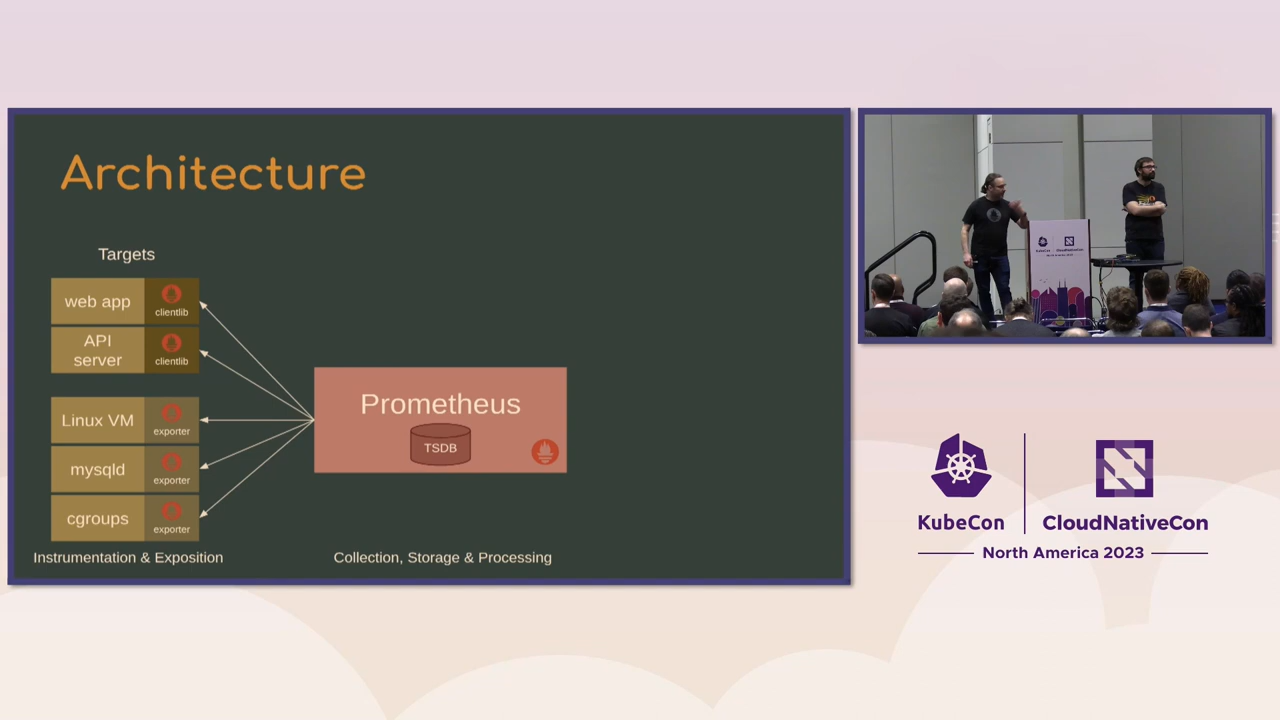 Architecture
Targets
web app
clientlib
API
server
clientlib
Linux VM
exporter
mysqld
exporter
cgroups
exporter
Prometheus
TSDB
Instrumentation & Exposition
Collection, Storage & Processing
KubeCon
CloudNativeCon
North America 2023